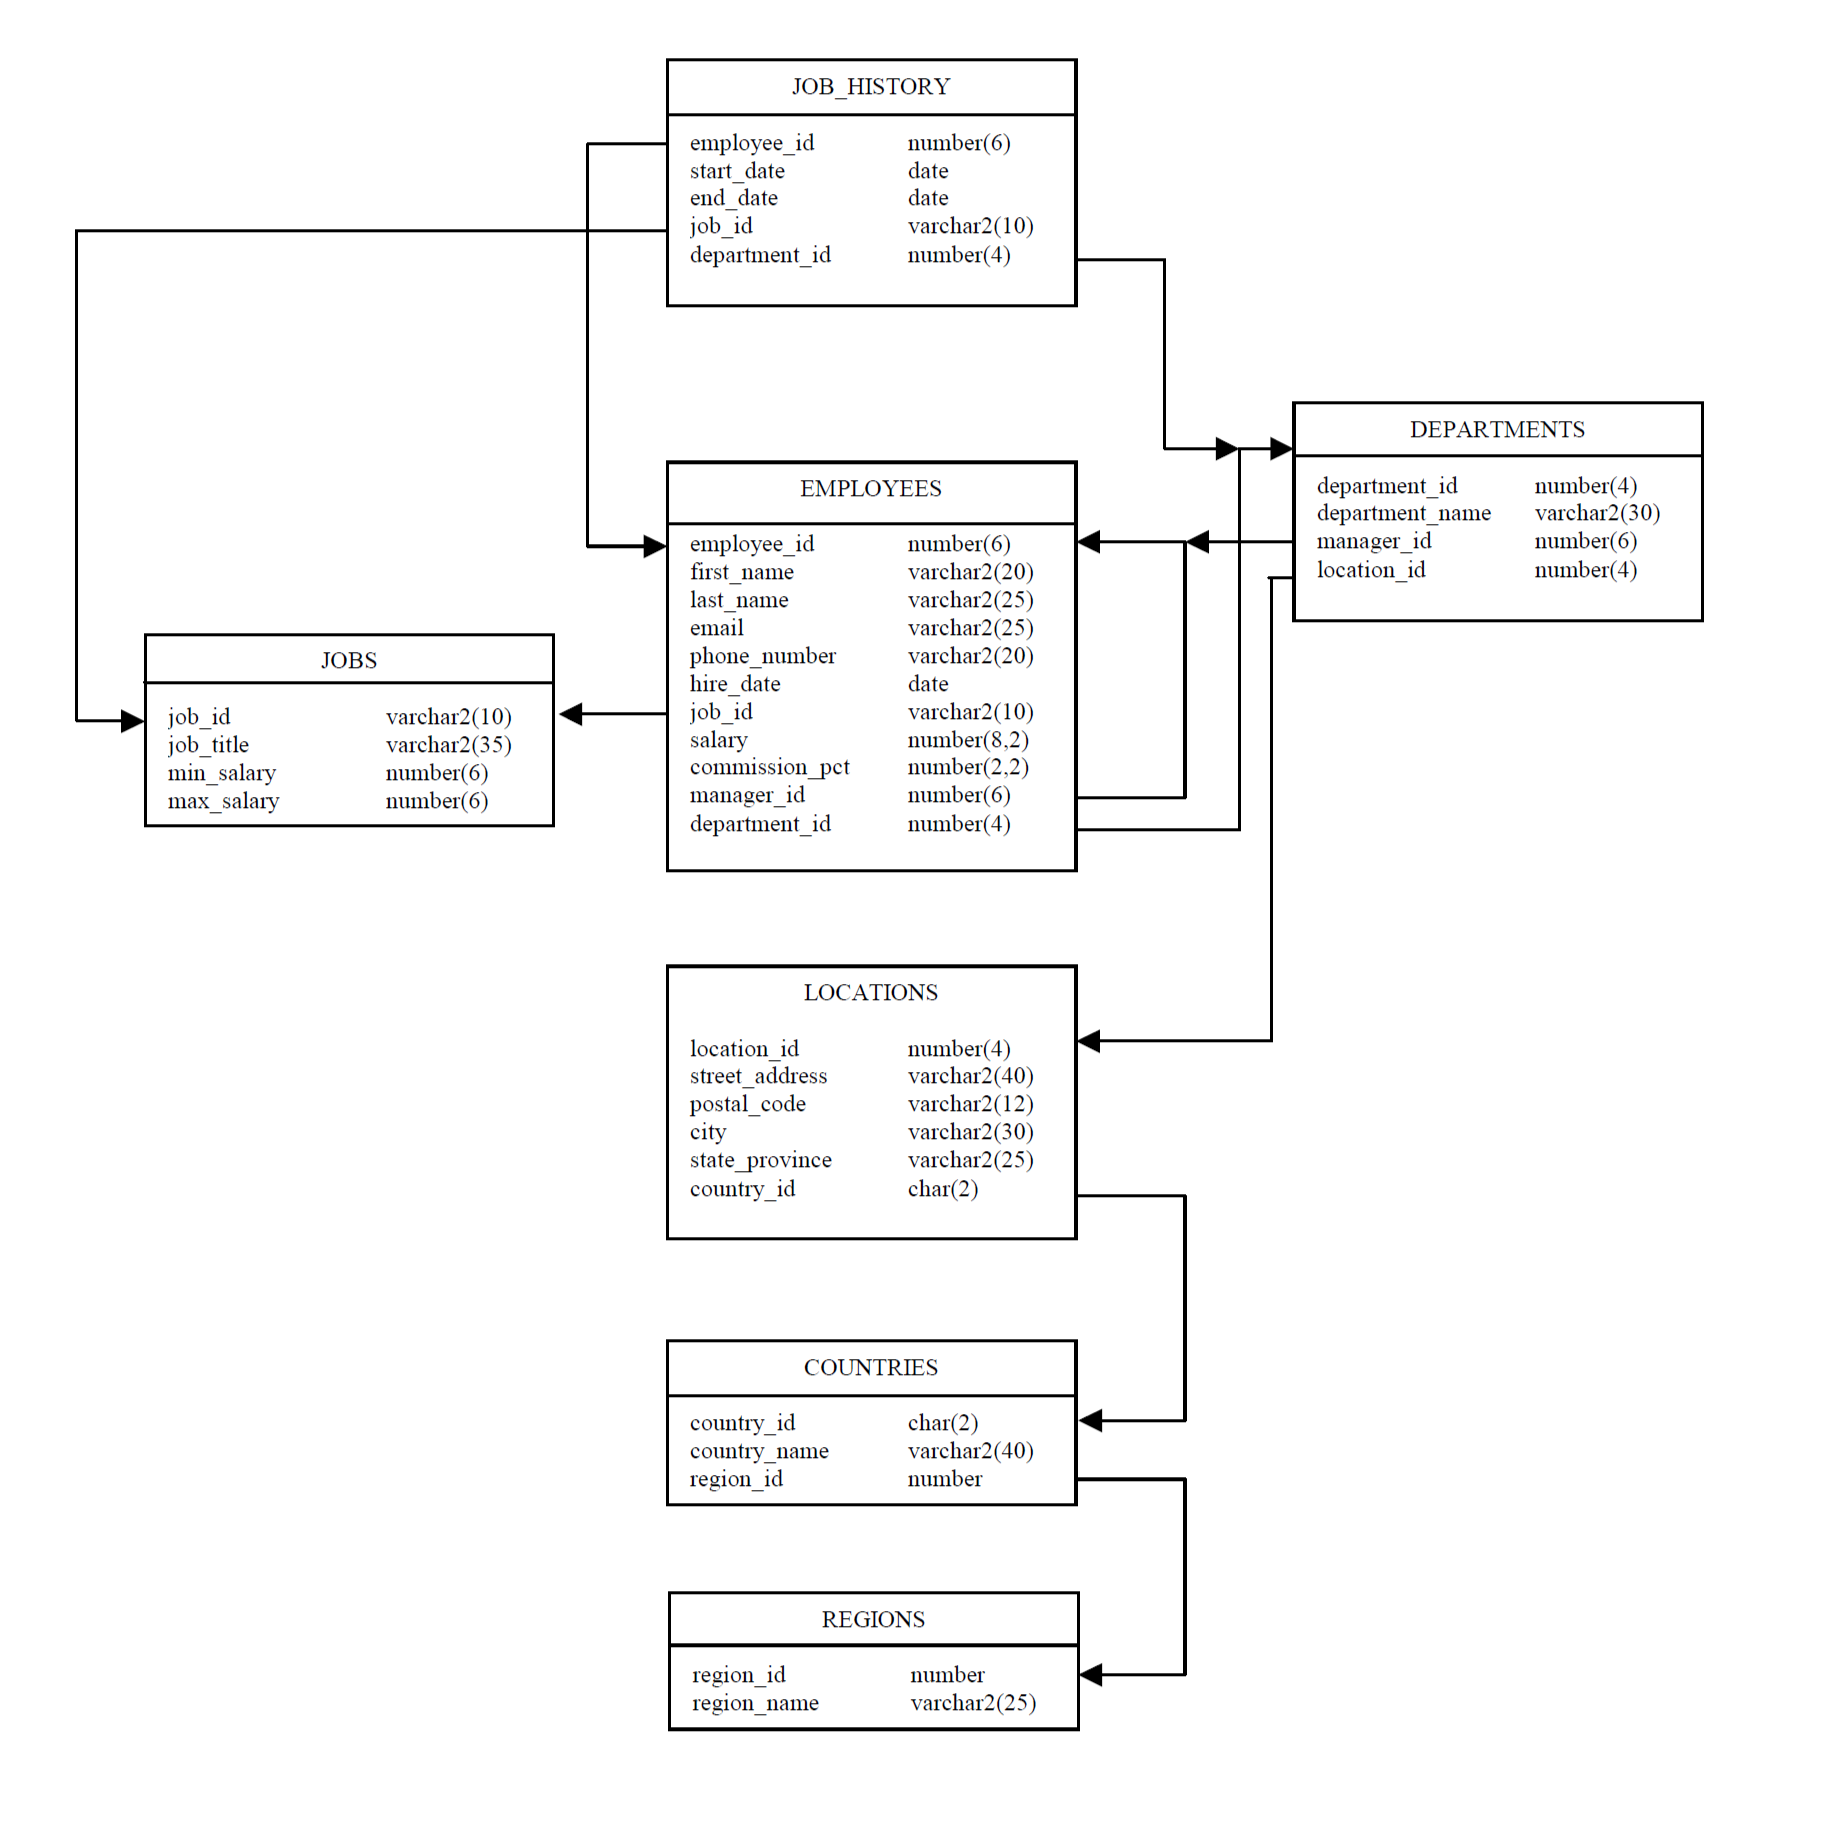 JOB_HISTORY
employee_id number(6)
start_date date
end_date date
job_id varchar2(10)
department_id number(4)
DEPARTMENTS
department_id number(4)
department_name varchar2(30)
manager_id number(6)
location_id number(4)
EMPLOYEES
employee_id number(6)
first_name varchar2(20)
last_name varchar2(25)
email varchar2(25)
phone_number varchar2(20)
hire_date date
job_id varchar2(10)
salary number(8,2)
commission_pct number(2,2)
manager_id number(6)
department_id number(4)
JOBS
job_id varchar2(10)
job_title varchar2(35)
min_salary number(6)
max_salary number(6)
LOCATIONS
location_id number(4)
street_address varchar2(40)
postal_code varchar2(12)
city varchar2(30)
state_province varchar2(25)
country_id char(2)
COUNTRIES
country_id char(2)
country_name varchar2(40)
region_id number
REGIONS
region_id number
region_name varchar2(25)